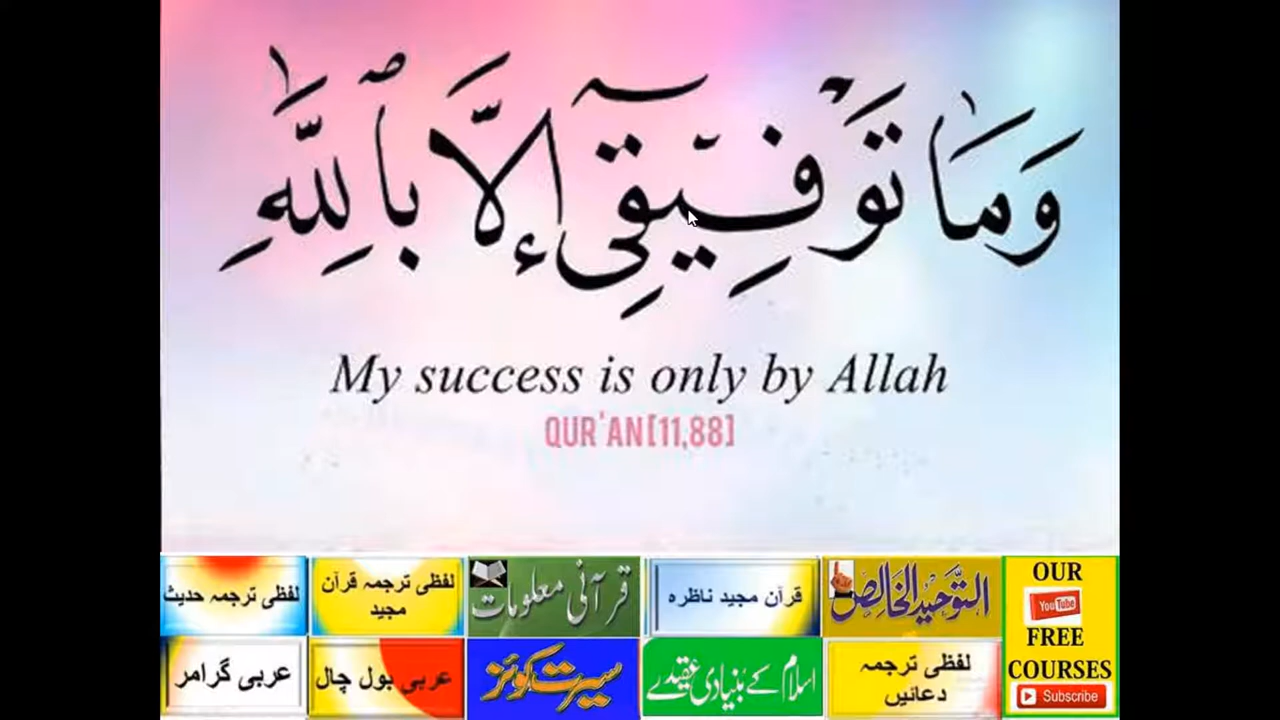 وَمَا تَوْفِيقِىٓ إِلَّا بِٱللَّهِ
My success is only by Allah
QUR'AN[11,88]
التوحید الخالص
قرآن مجید ناظرہ
قرآنی معلومات
لفظی ترجمہ قرآن
مجید
لفظی ترجمہ حدیث
لفظی ترجمہ
دعائیں
اسلام کے بنیادی عقیدے
سیرت کوئز
عربی بول چال
عربی گرامر
OUR
YouTube
FREE
COURSES
Subscribe